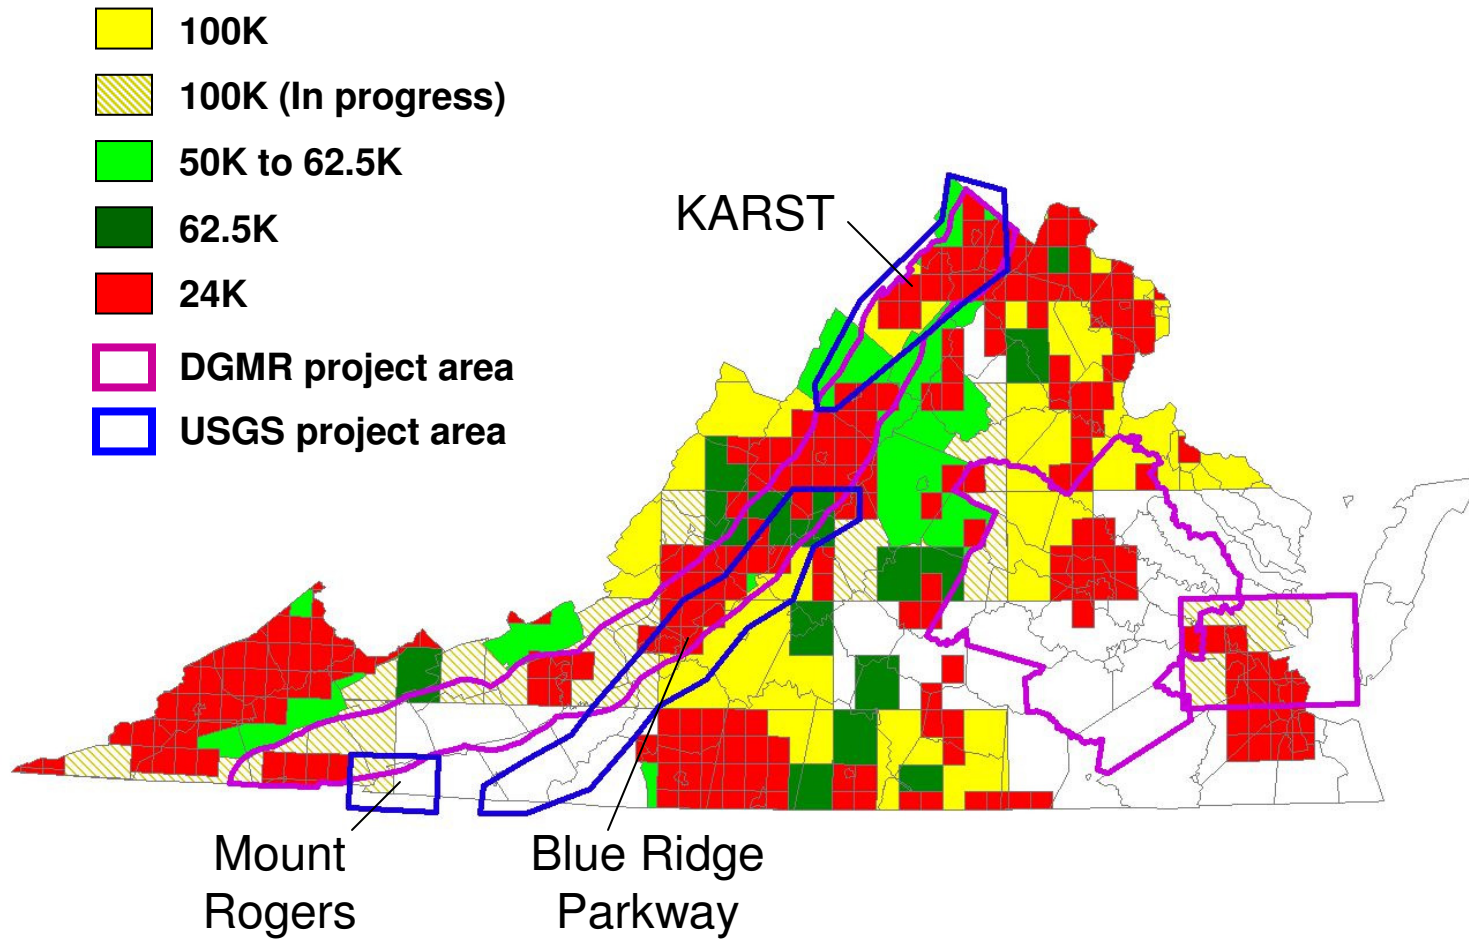 100K
100K (In progress)
50K to 62.5K
62.5K
24K
DGMR project area
USGS project area
KARST
Mount
Rogers
Blue Ridge
Parkway